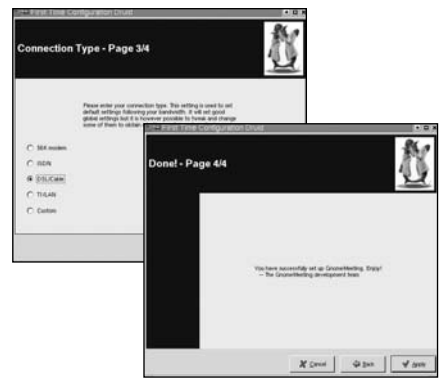 First Time Configuration Druid
Connection Type - Page 3/4
Please enter your connection type. This setting is used to set
default settings following your bandwidth. It will set good
global settings but it is however possible to tweak and change
some of them to obtain
56K modem
ISDN
DSL/Cable
T1/LAN
Custom
First Time Configuration Druid
Done! - Page 4/4
You have successfully set up GnomeMeeting. Enjoy!
-- The GnomeMeeting development team
Cancel
Back
Apply